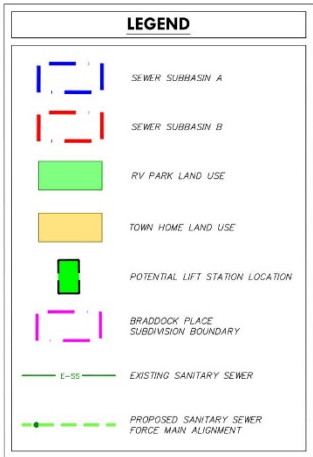 LEGEND
SEWER SUBBASIN A
SEWER SUBBASIN B
RV PARK LAND USE
TOWN HOME LAND USE
POTENTIAL LIFT STATION LOCATION
BRADDOCK PLACE
SUBDIVISION BOUNDARY
E-SS
EXISTING SANITARY SEWER
PROPOSED SANITARY SEWER
FORCE MAIN ALIGNMENT